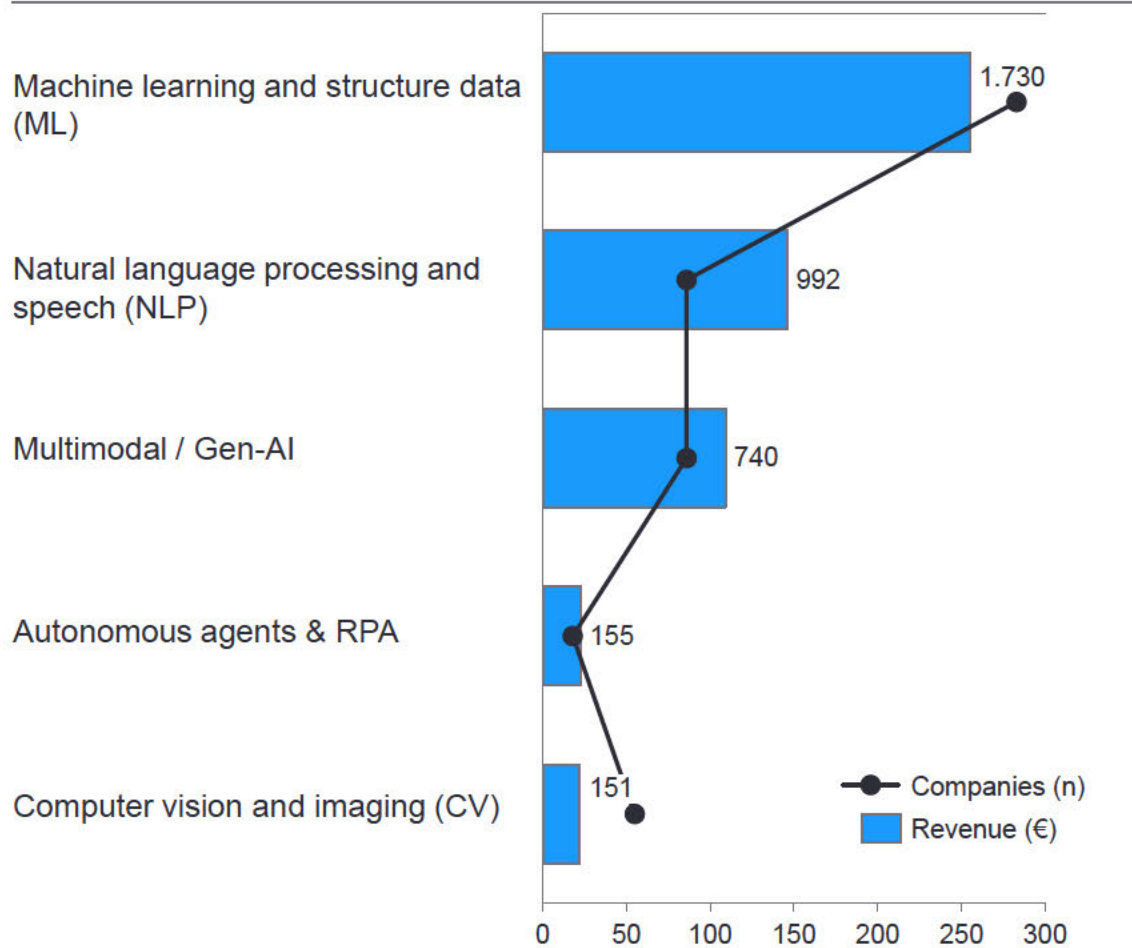 Machine learning and structure data
(ML)
1.730
Natural language processing and
speech (NLP)
992
Multimodal / Gen-AI
740
Autonomous agents & RPA
155
Computer vision and imaging (CV)
151
Companies (n)
Revenue (€)
0 50 100 150 200 250 300